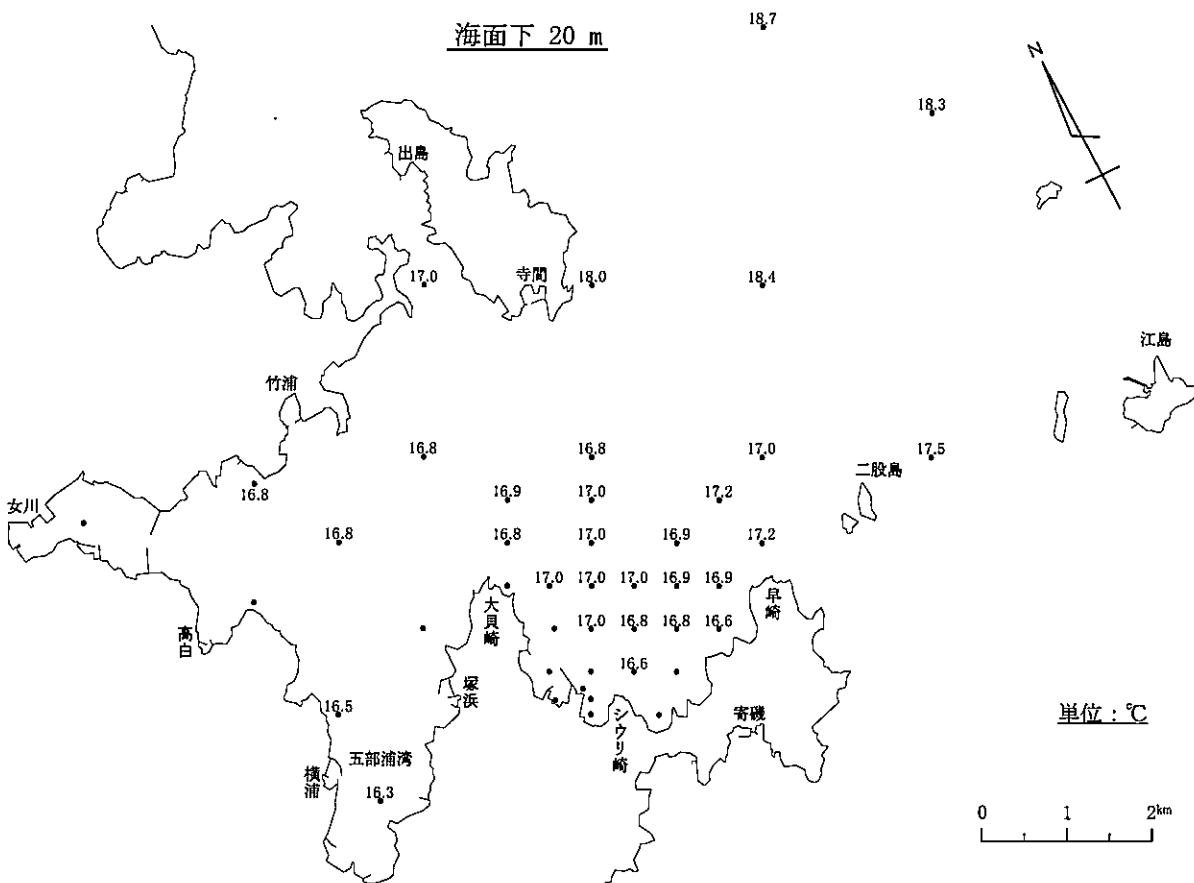 海面下 20 m
18.7
N
18.3
出島
17.0
寺間
18.0
18.4
江島
竹浦
16.8
16.8
17.0
17.5
二股島
女川
16.8
16.9
17.0
17.2
16.8
16.8
17.0
16.9
17.2
17.0
17.0
17.0
16.9
16.9
大貝崎
早崎
高白
17.0
16.8
16.8
16.6
16.6
塚浜
16.5
シウリ崎
寄磯
単位：℃
五部浦湾
横浦
16.3
0 1 2km